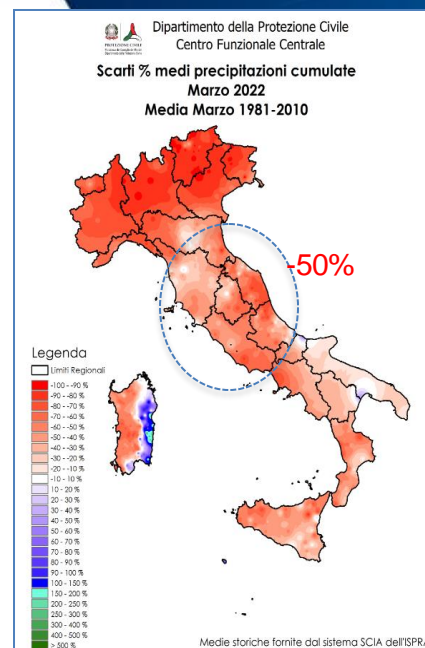 Dipartimento della Protezione Civile
Centro Funzionale Centrale
PROTEZIONE CIVILE
Scarti % medi precipitazioni cumulate
Marzo 2022
Media Marzo 1981-2010
-50%
Legenda
Limiti Regionali
-100 - -90 %
-90 - -80 %
-80 - -70 %
-70 - -60 %
-60 - -50 %
-50 - -40 %
-40 - -30 %
-30 - -20 %
-20 - -10 %
-10 - 10 %
10 - 20 %
20 - 30 %
30 - 40 %
40 - 50 %
50 - 60 %
60 - 70 %
70 - 80 %
80 - 90 %
90 - 100 %
100 - 150 %
150 - 200 %
200 - 250 %
250 - 300 %
300 - 400 %
400 - 500 %
> 500 %
Medie storiche fornite dal sistema SCIA dell'ISPRA